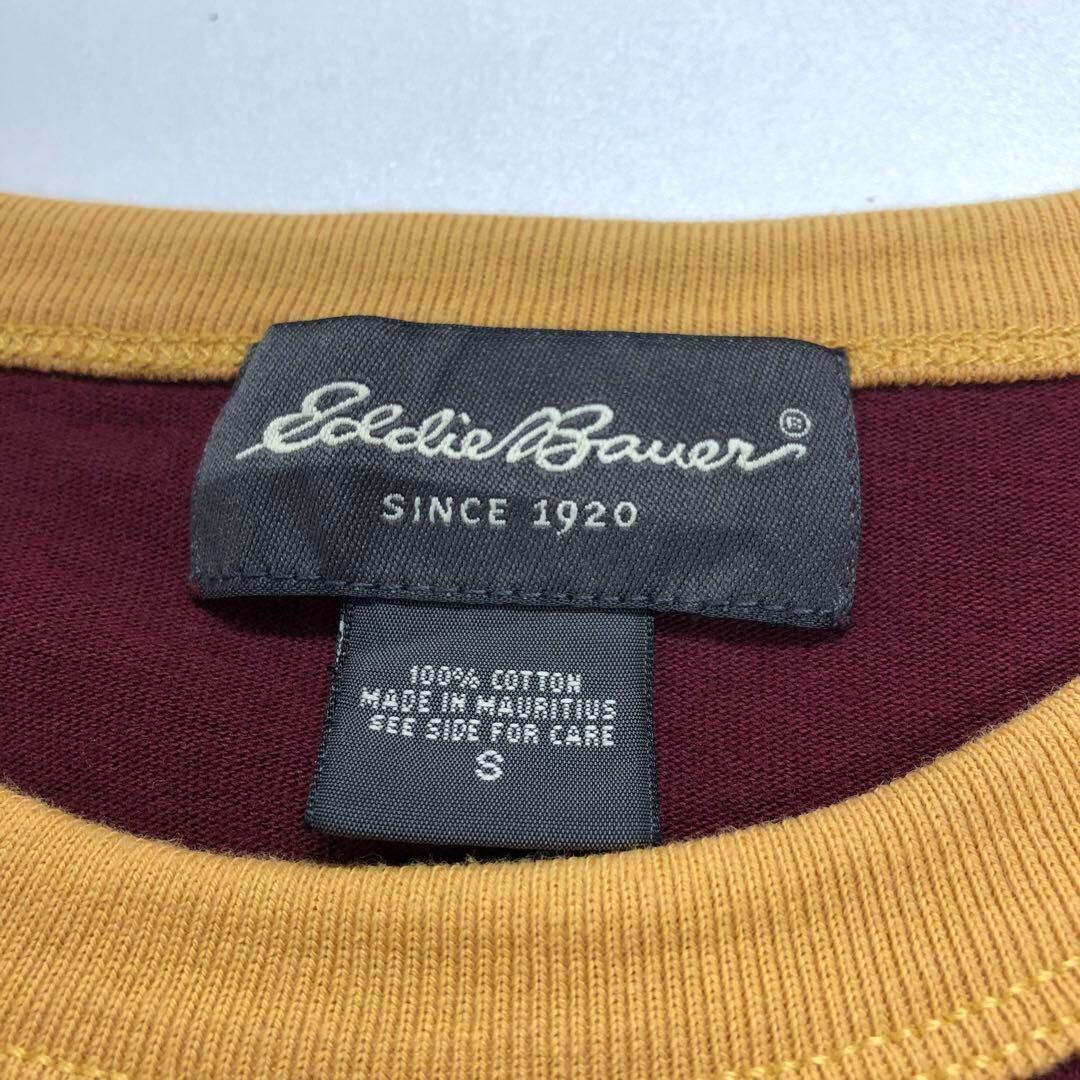 Eddie Bauer®
SINCE 1920
100% COTTON
MADE IN MAURITIUS
SEE SIDE FOR CARE
S